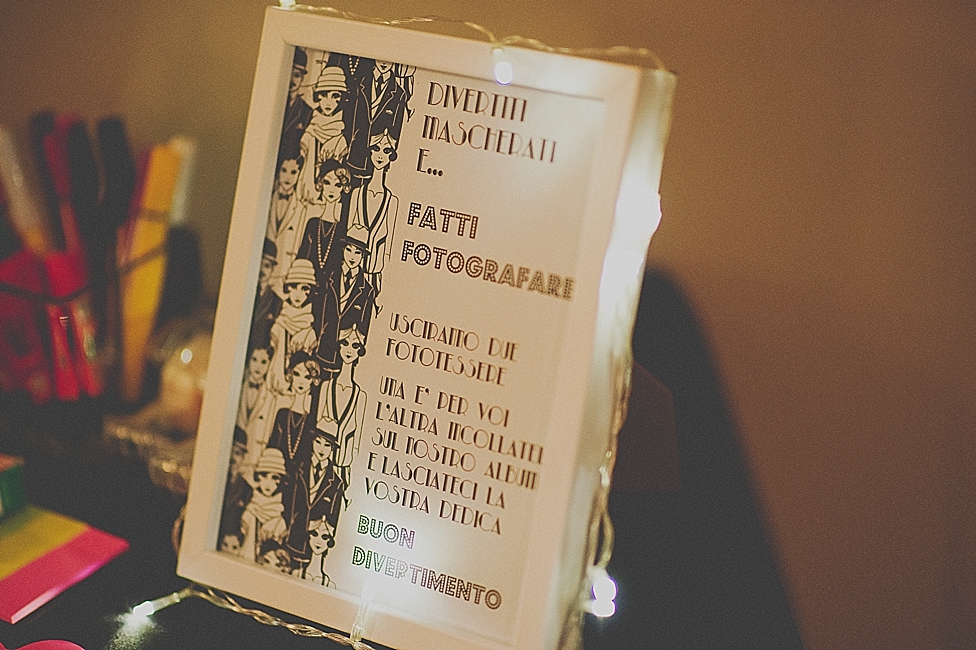 DIVERTITI
MASCHERATI
E...
FATTI
FOTOGRAFARE
USCIRANNO DUE
FOTOTESSERE
UNA E' PER VOI
L'ALTRA INCOLLATEI
SUL NOSTRO ALBUM
E LASCIATECI LA
VOSTRA DEDICA
BUON
DIVERTIMENTO